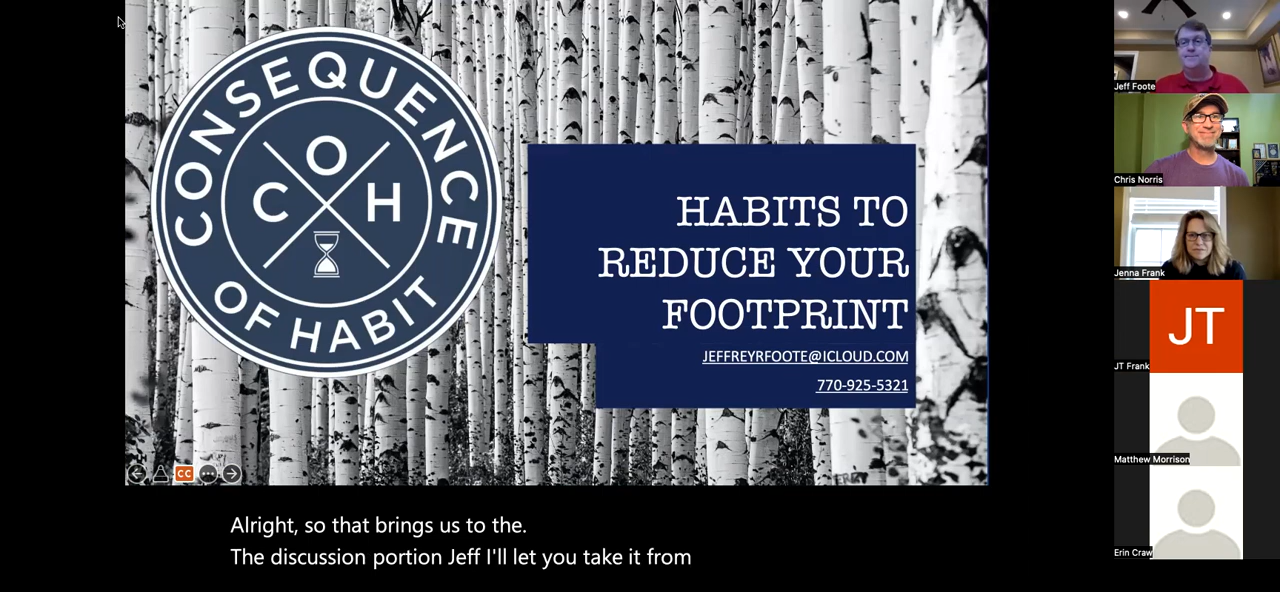 CONSEQUENCE
OF HABIT
C O H
HABITS TO
REDUCE YOUR
FOOTPRINT
JEFFREYRFOOTE@ICLOUD.COM
770-925-5321
CC
Alright, so that brings us to the.
The discussion portion Jeff I'll let you take it from
Jeff Foote
Chris Norris
Jenna Frank
JT
JT Frank
Matthew Morrison
Erin Craw